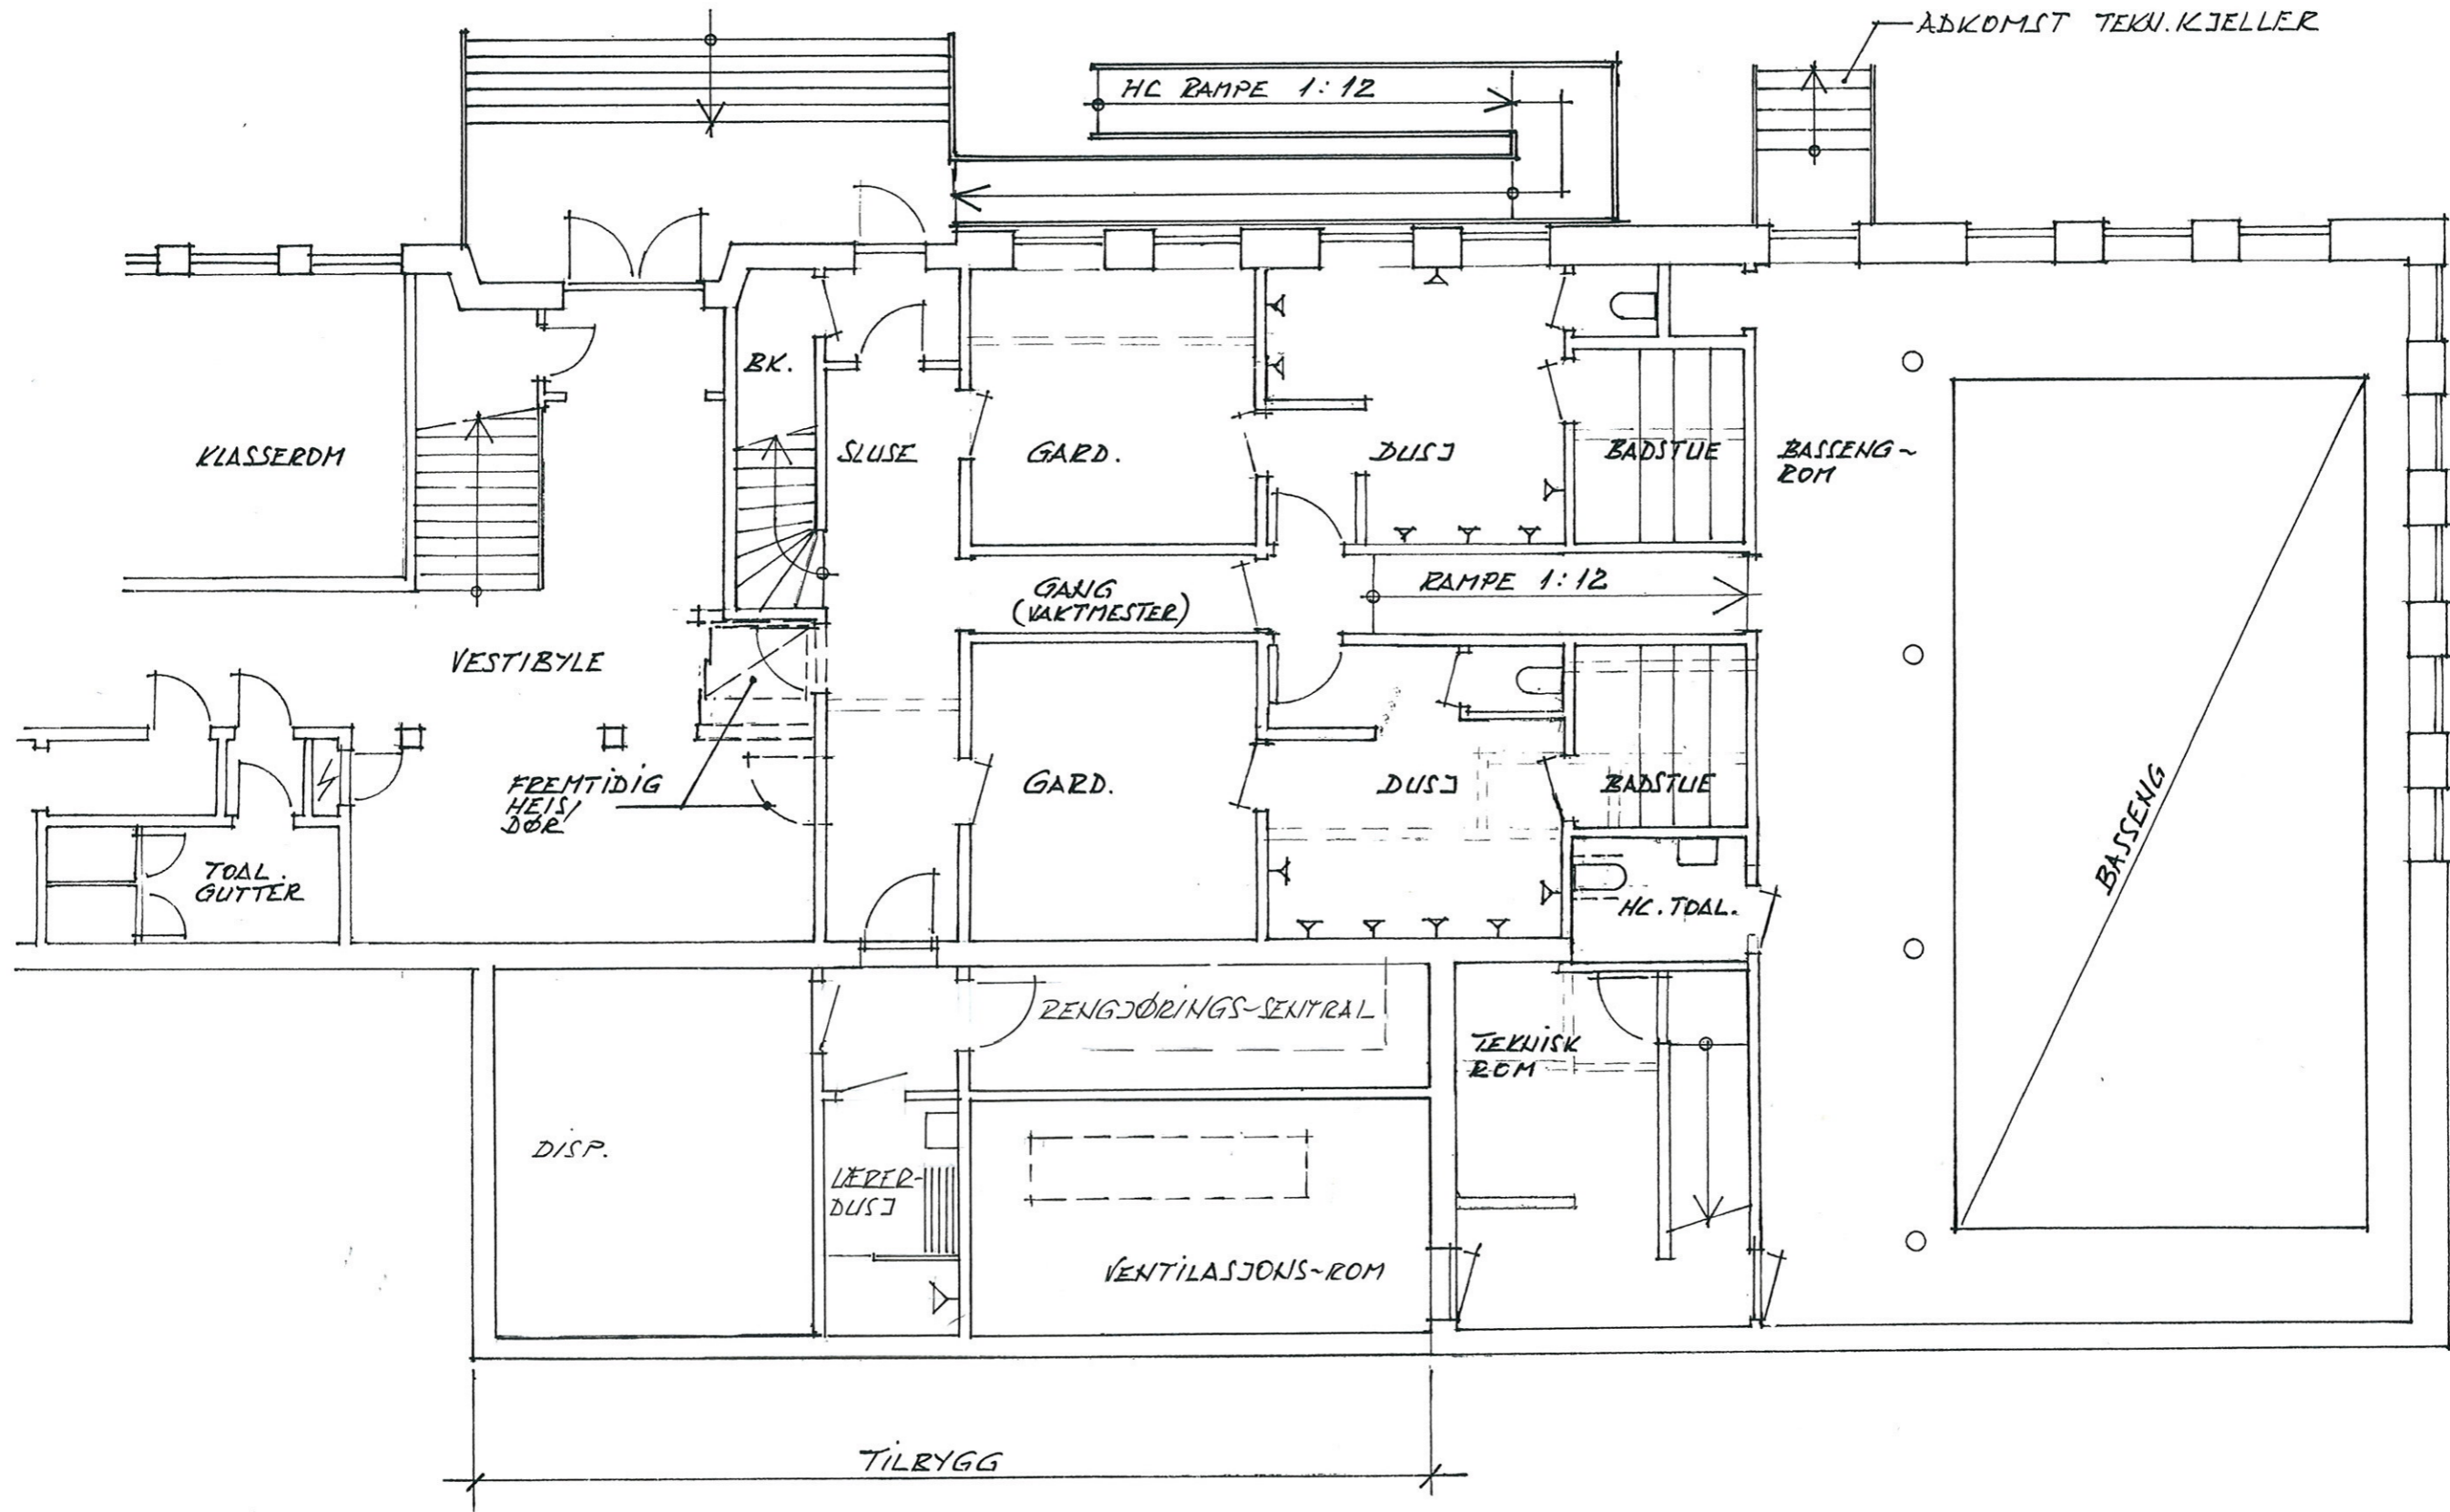 ADKOMST TEKN. KJELLER
HC RAMPE 1:12
BK.
KLASSEROM
SLUSE
GARD.
DUSJ
BADSTUE
BASSENG~
ROM
GANG
(VAKTMESTER)
RAMPE 1:12
VESTIBYLE
FREMTIDIG
HEIS/
DØR
GARD.
DUSJ
BADSTUE
BASSENG
TOAL.
GUTTER
HC. TOAL.
RENGJØRINGS-SENTRAL
TEKNISK
ROM
DISP.
LÆRER-
DUSJ
VENTILASJONS-ROM
TILBYGG